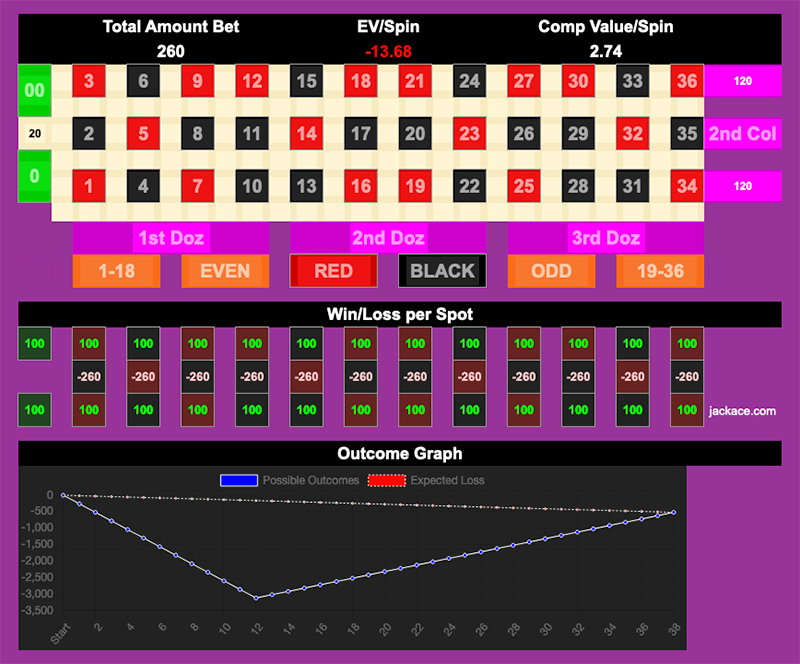 Total Amount Bet EV/Spin Comp Value/Spin
260 -13.68 2.74
00 3 6 9 12 15 18 21 24 27 30 33 36 120
20 2 5 8 11 14 17 20 23 26 29 32 35 2nd Col
0 1 4 7 10 13 16 19 22 25 28 31 34 120
1st Doz 2nd Doz 3rd Doz
1-18 EVEN RED BLACK ODD 19-36
Win/Loss per Spot
100 100 100 100 100 100 100 100 100 100 100 100 100
-260 -260 -260 -260 -260 -260 -260 -260 -260 -260 -260 -260
100 100 100 100 100 100 100 100 100 100 100 100 100 jackace.com
Outcome Graph
Possible Outcomes Expected Loss
0
-500
-1,000
-1,500
-2,000
-2,500
-3,000
-3,500
Start 2 4 6 8 10 12 14 16 18 20 22 24 26 28 30 32 34 36 38